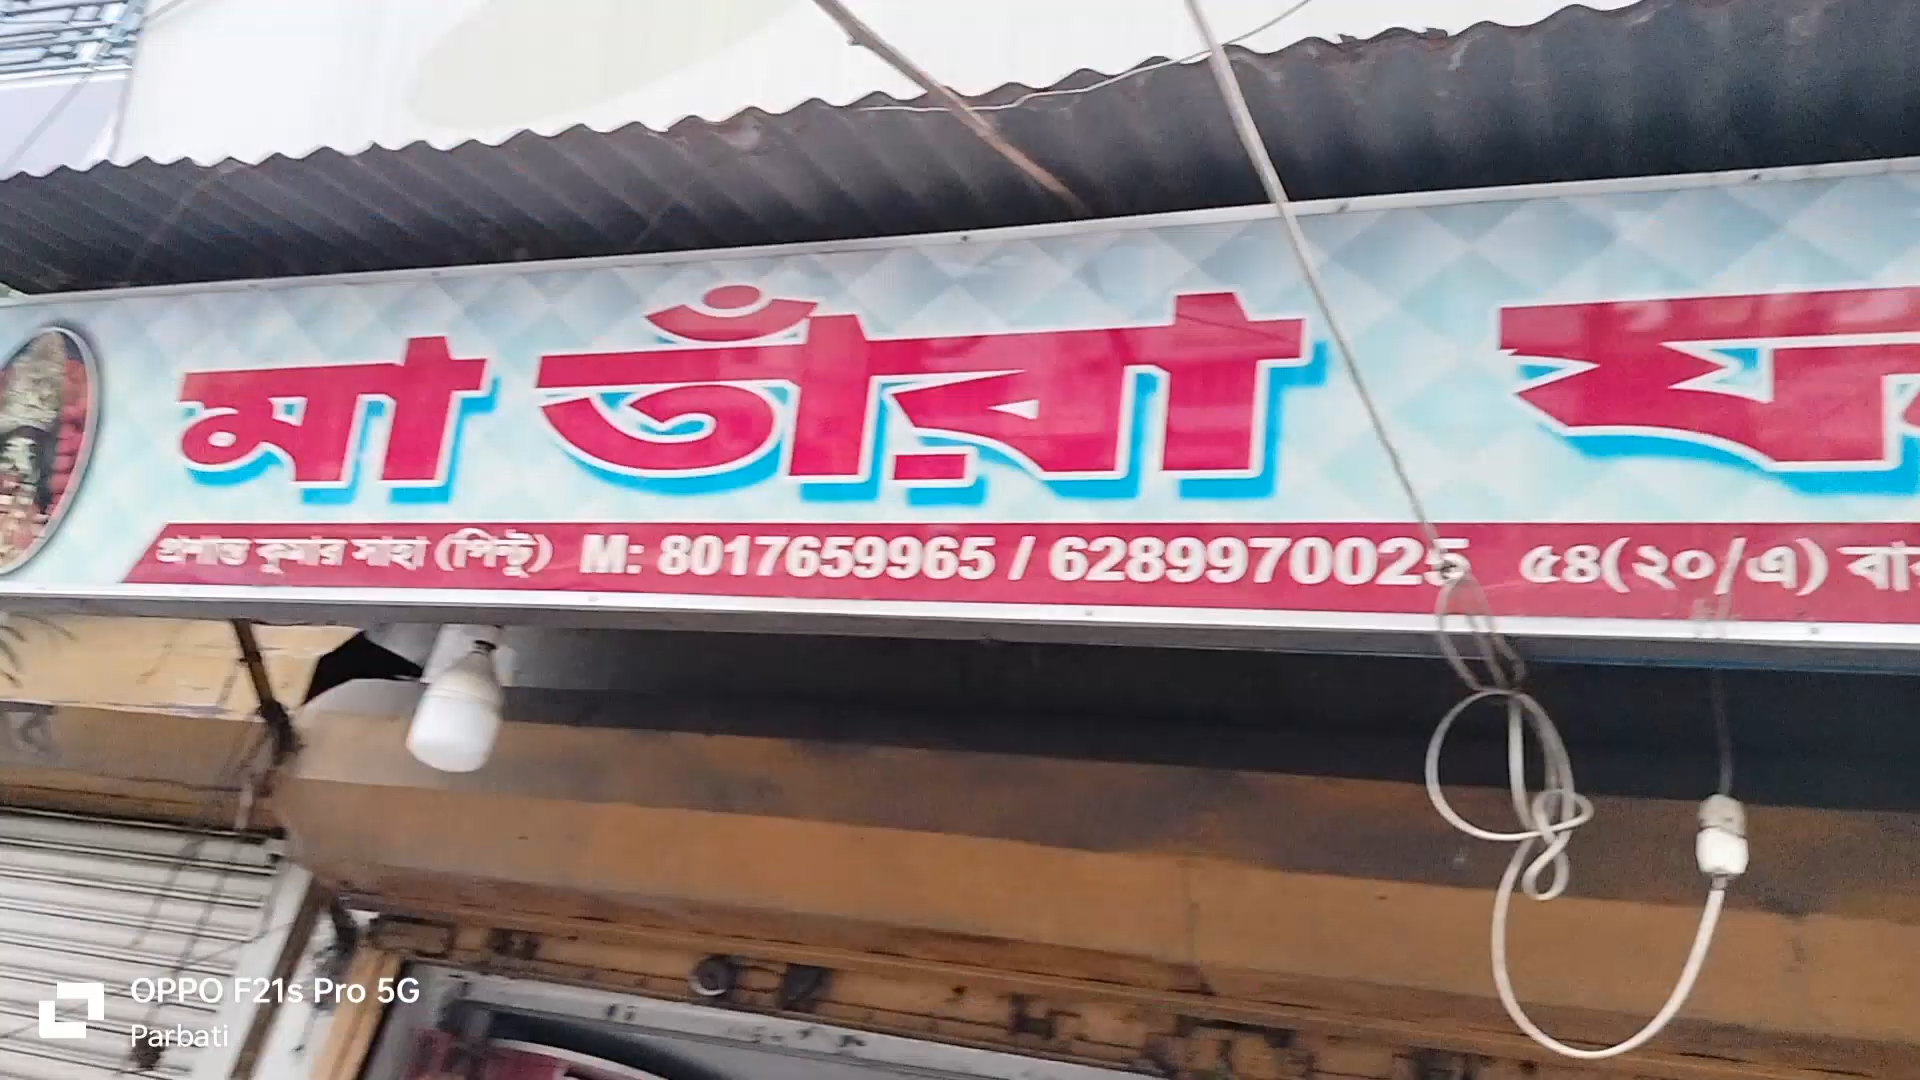 মা তাঁরা
প্রশান্ত কুমার সাহা (পিন্টু) M: 8017659965 / 6289970025 ৫৪(২০/এ)
OPPO F21s Pro 5G
Parbati